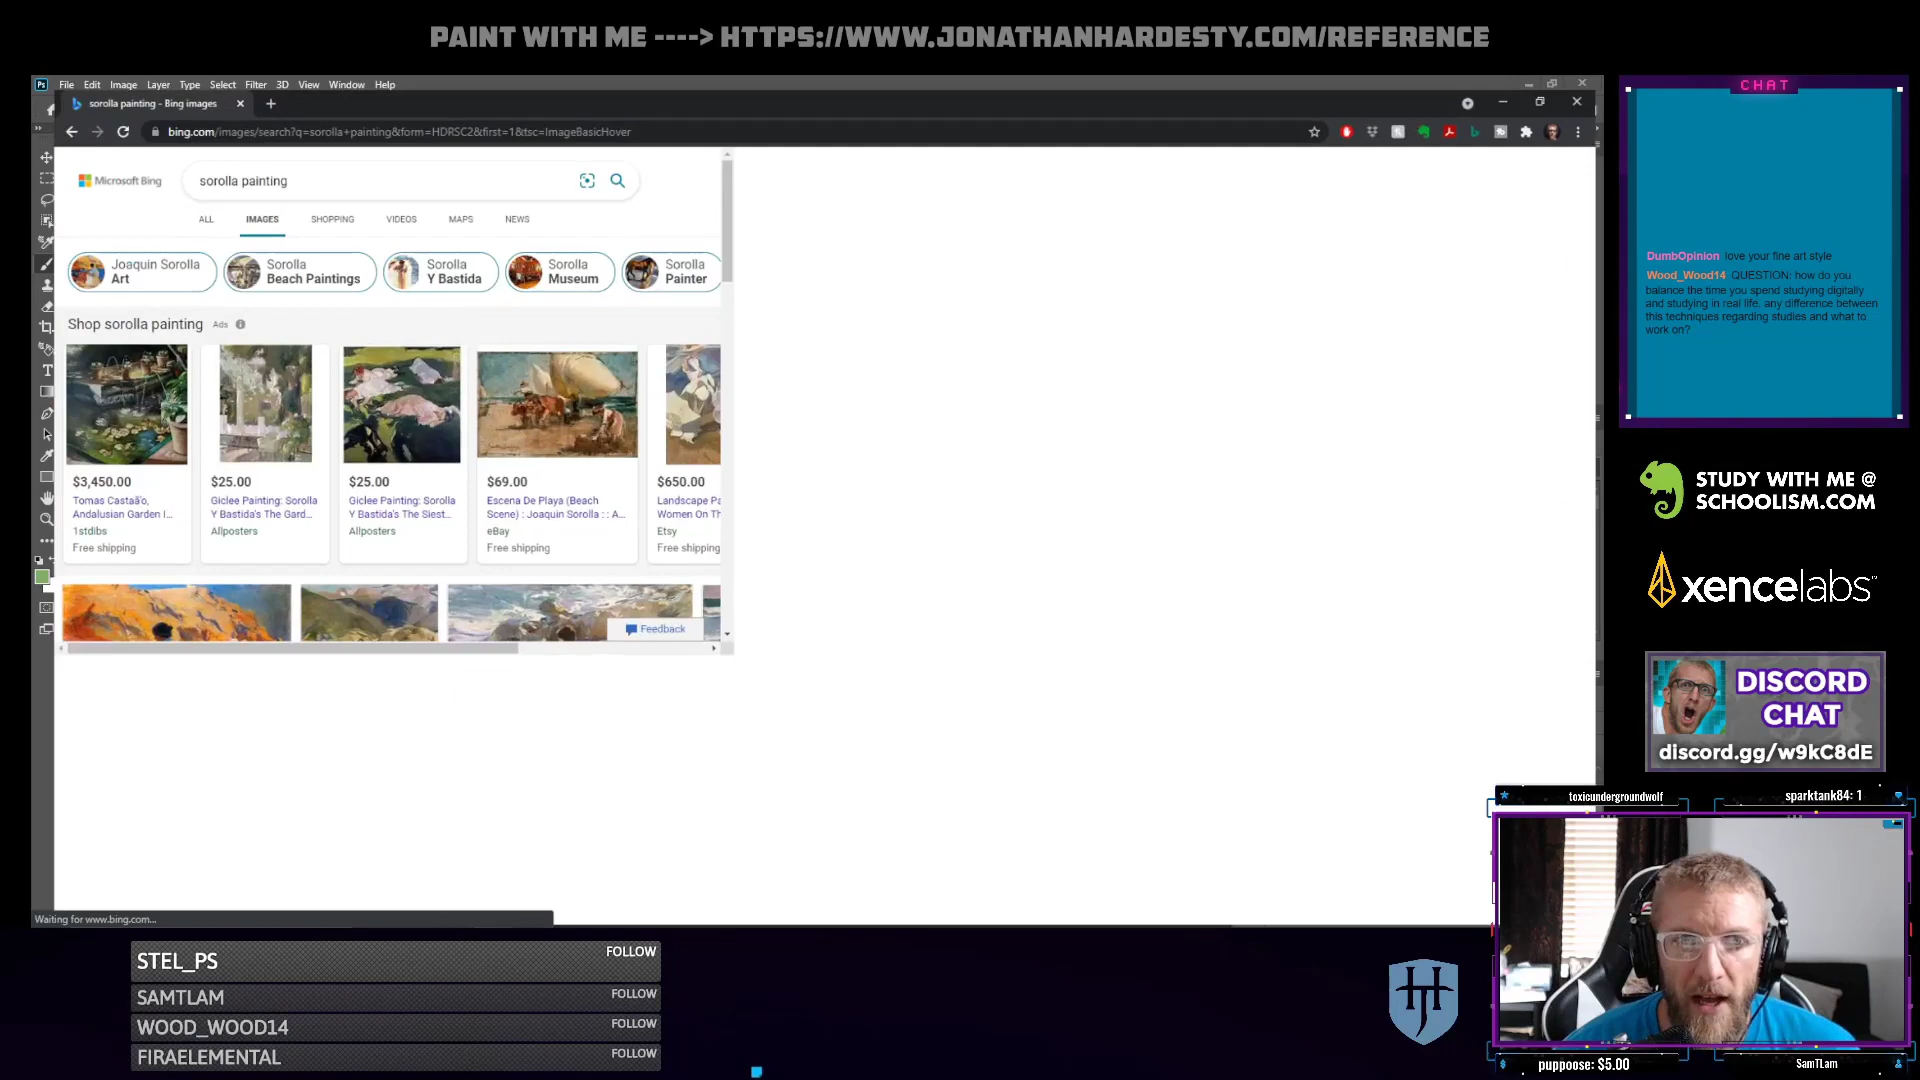 PAINT WITH ME ----> HTTPS://WWW.JONATHANHARDESTY.COM/REFERENCE
Ps File Edit Image Layer Type Select Filter 3D View Window Help
sorolla painting - Bing images
bing.com/images/search?q=sorolla+painting&form=HDRSC2&first=1&tsc=ImageBasicHover
Microsoft Bing
sorolla painting
ALL IMAGES SHOPPING VIDEOS MAPS NEWS
Joaquin Sorolla
Art
Sorolla
Beach Paintings
Sorolla
Y Bastida
Sorolla
Museum
Sorolla
Painter
Shop sorolla painting Ads
$3,450.00
Tomas Castaã'o,
Andalusian Garden I...
1stdibs
Free shipping
$25.00
Giclee Painting: Sorolla
Y Bastida's The Gard...
Allposters
$25.00
Giclee Painting: Sorolla
Y Bastida's The Siest...
Allposters
$69.00
Escena De Playa (Beach
Scene) : Joaquin Sorolla : : A...
eBay
Free shipping
$650.00
Landscape Pa
Women On Th
Etsy
Free shipping
Feedback
Waiting for www.bing.com...
CHAT
DumbOpinion love your fine art style
Wood_Wood14 QUESTION: how do you
balance the time you spend studying digitally
and studying in real life. any difference between
this techniques regarding studies and what to
work on?
STUDY WITH ME @
SCHOOLISM.COM
xencelabs™
DISCORD
CHAT
discord.gg/w9kC8dE
toxicundergroundwolf
sparktank84: 1
puppoose: $5.00
SamTLam
STEL_PS FOLLOW
SAMTLAM FOLLOW
WOOD_WOOD14 FOLLOW
FIRAELEMENTAL FOLLOW